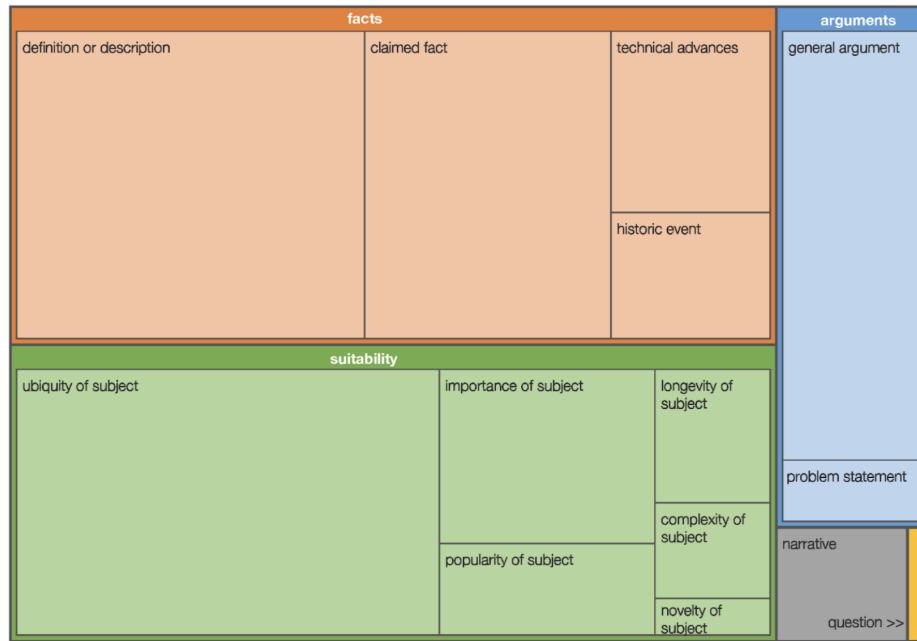 facts
definition or description
claimed fact
technical advances
historic event
suitability
ubiquity of subject
importance of subject
popularity of subject
longevity of
subject
complexity of
subject
novelty of
subject
arguments
general argument
problem statement
narrative
question >>